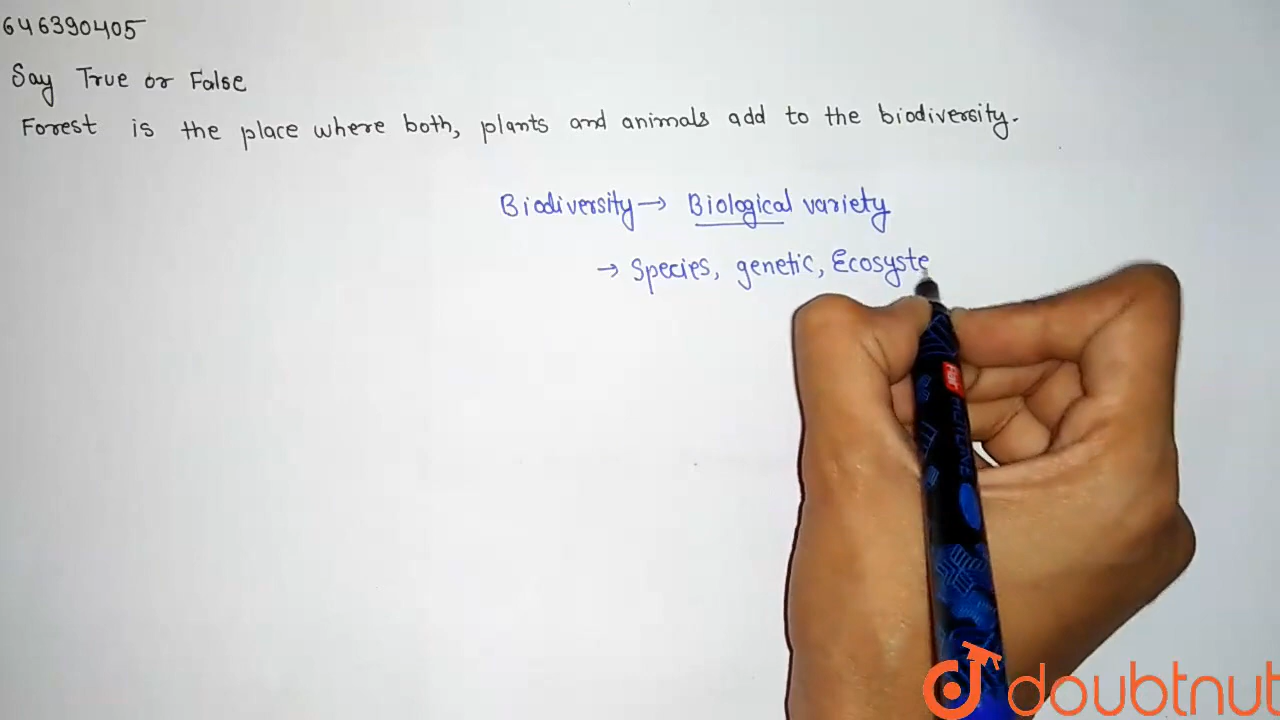 646390405
Say True or False
Forest is the place where both, plants and animals add to the biodiversity.
Biodiversity → Biological variety
→ Species, genetic, Ecosyste
doubtnut